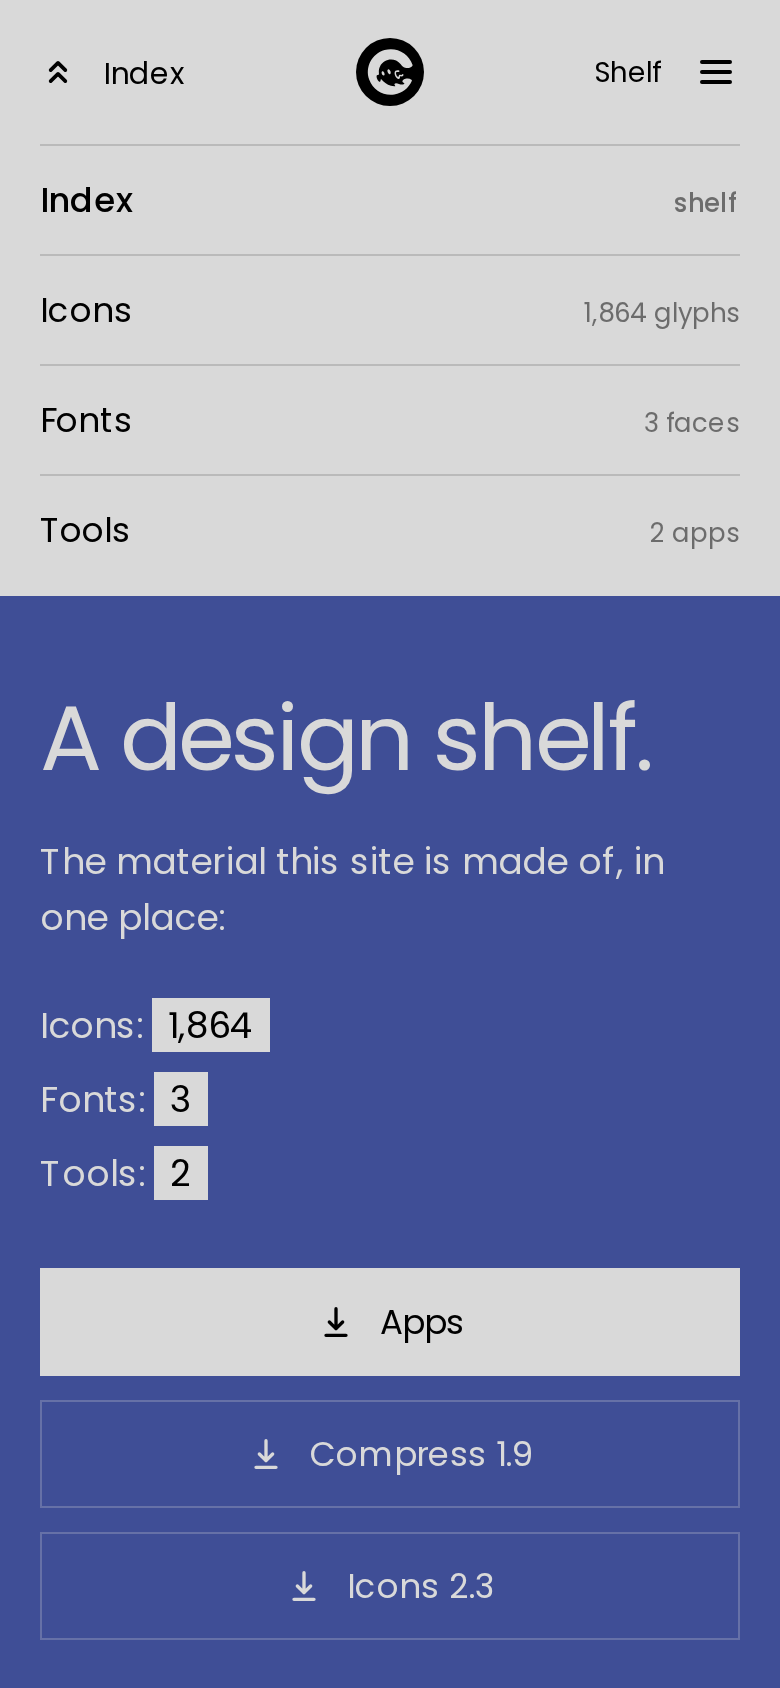 Index
Shelf
Index shelf
Icons 1,864 glyphs
Fonts 3 faces
Tools 2 apps
A design shelf.
The material this site is made of, in
one place:
Icons: 1,864
Fonts: 3
Tools: 2
Apps
Compress 1.9
Icons 2.3